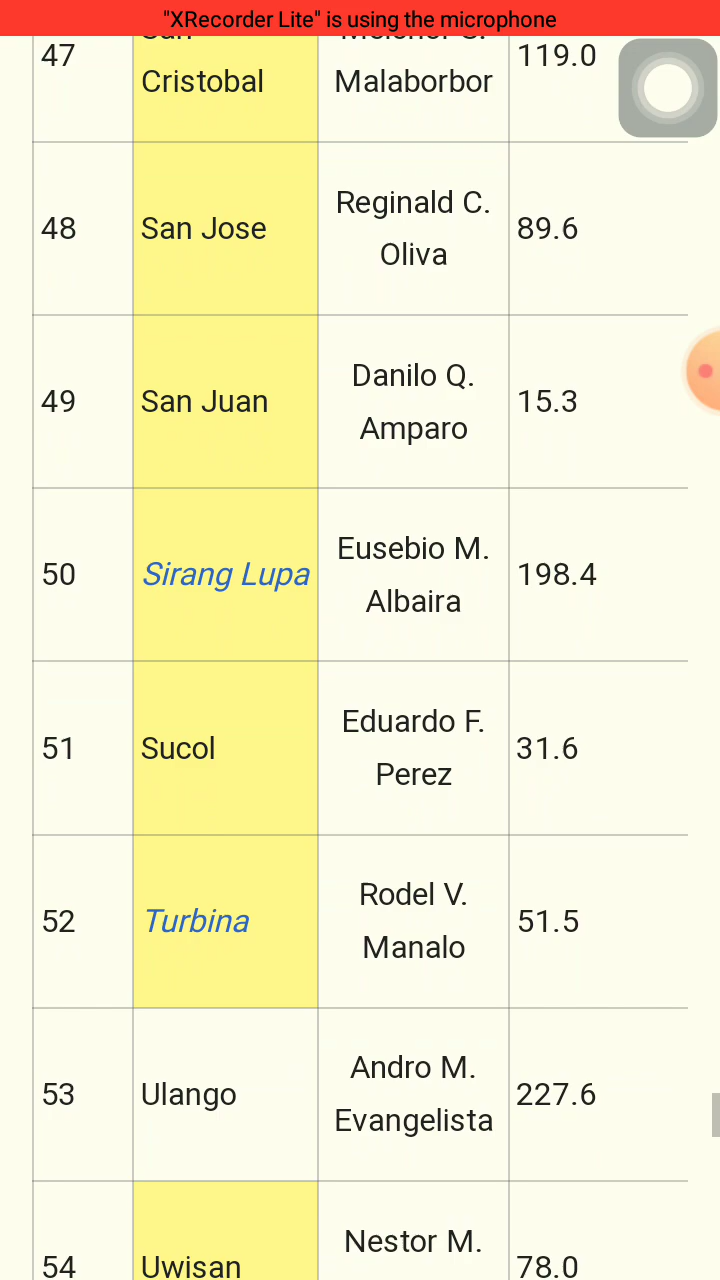 "XRecorder Lite" is using the microphone
47
Cristobal
Malaborbor
119.0
48
San Jose
Reginald C.
Oliva
89.6
49
San Juan
Danilo Q.
Amparo
15.3
50
Sirang Lupa
Eusebio M.
Albaira
198.4
51
Sucol
Eduardo F.
Perez
31.6
52
Turbina
Rodel V.
Manalo
51.5
53
Ulango
Andro M.
Evangelista
227.6
54
Uwisan
Nestor M.
78.0